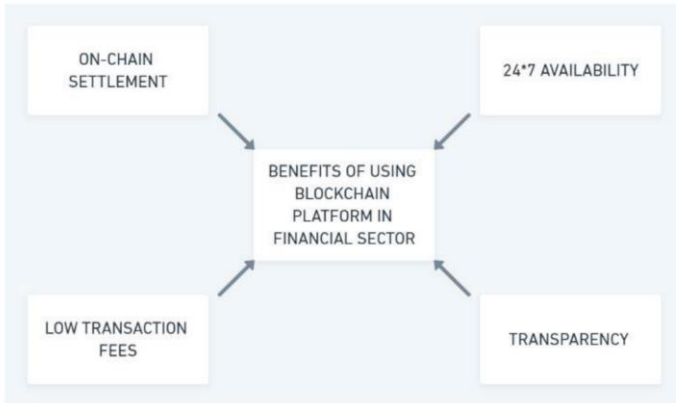 ON-CHAIN
SETTLEMENT
24*7 AVAILABILITY
BENEFITS OF USING
BLOCKCHAIN
PLATFORM IN
FINANCIAL SECTOR
LOW TRANSACTION
FEES
TRANSPARENCY